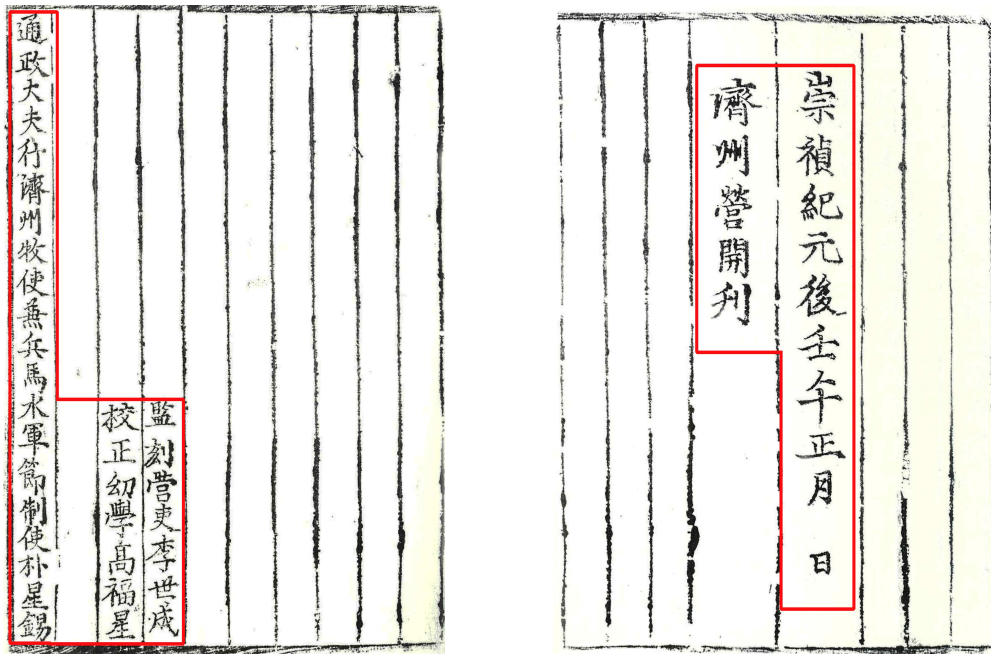 崇禎紀元後壬午正月 日
濟州營開刋
監刻營吏李世成
校正幼學高福星
通政大夫行濟州牧使兼兵馬水軍節制使朴星錫